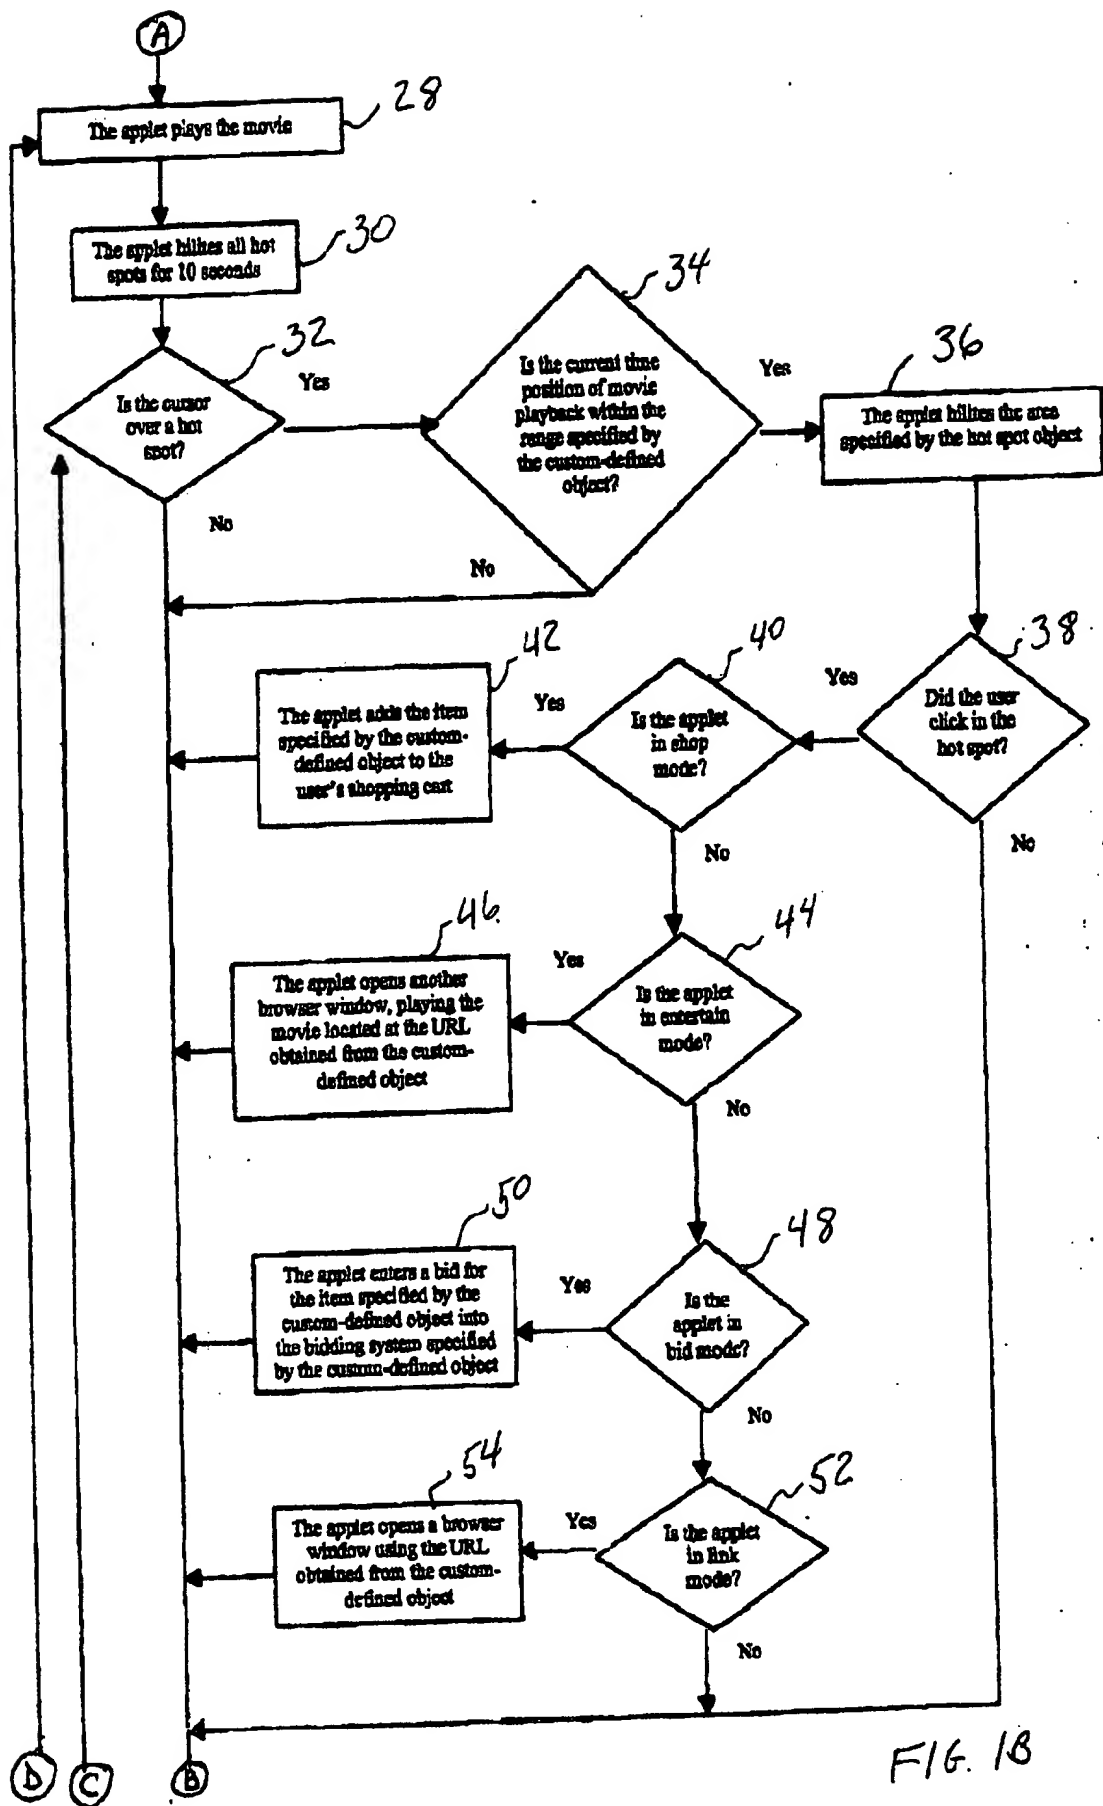 A
28
The applet plays the movie
30
The applet hilites all hot
spots for 10 seconds
32
Is the cursor
over a hot
spot?
Yes
No
34
Is the current time
position of movie
playback within the
range specified by
the custom-defined
object?
Yes
No
36
The applet hilites the area
specified by the hot spot object
38
Did the user
click in the
hot spot?
Yes
No
40
Is the applet
in shop
mode?
Yes
No
42
The applet adds the item
specified by the custom-
defined object to the
user's shopping cart
44
Is the applet
in entertain
mode?
Yes
No
46
The applet opens another
browser window, playing the
movie located at the URL
obtained from the custom-
defined object
48
Is the
applet in
bid mode?
Yes
No
50
The applet enters a bid for
the item specified by the
custom-defined object into
the bidding system specified
by the custom-defined object
52
Is the applet
in link
mode?
Yes
No
54
The applet opens a browser
window using the URL
obtained from the custom-
defined object
D
C
B
FIG. 1B